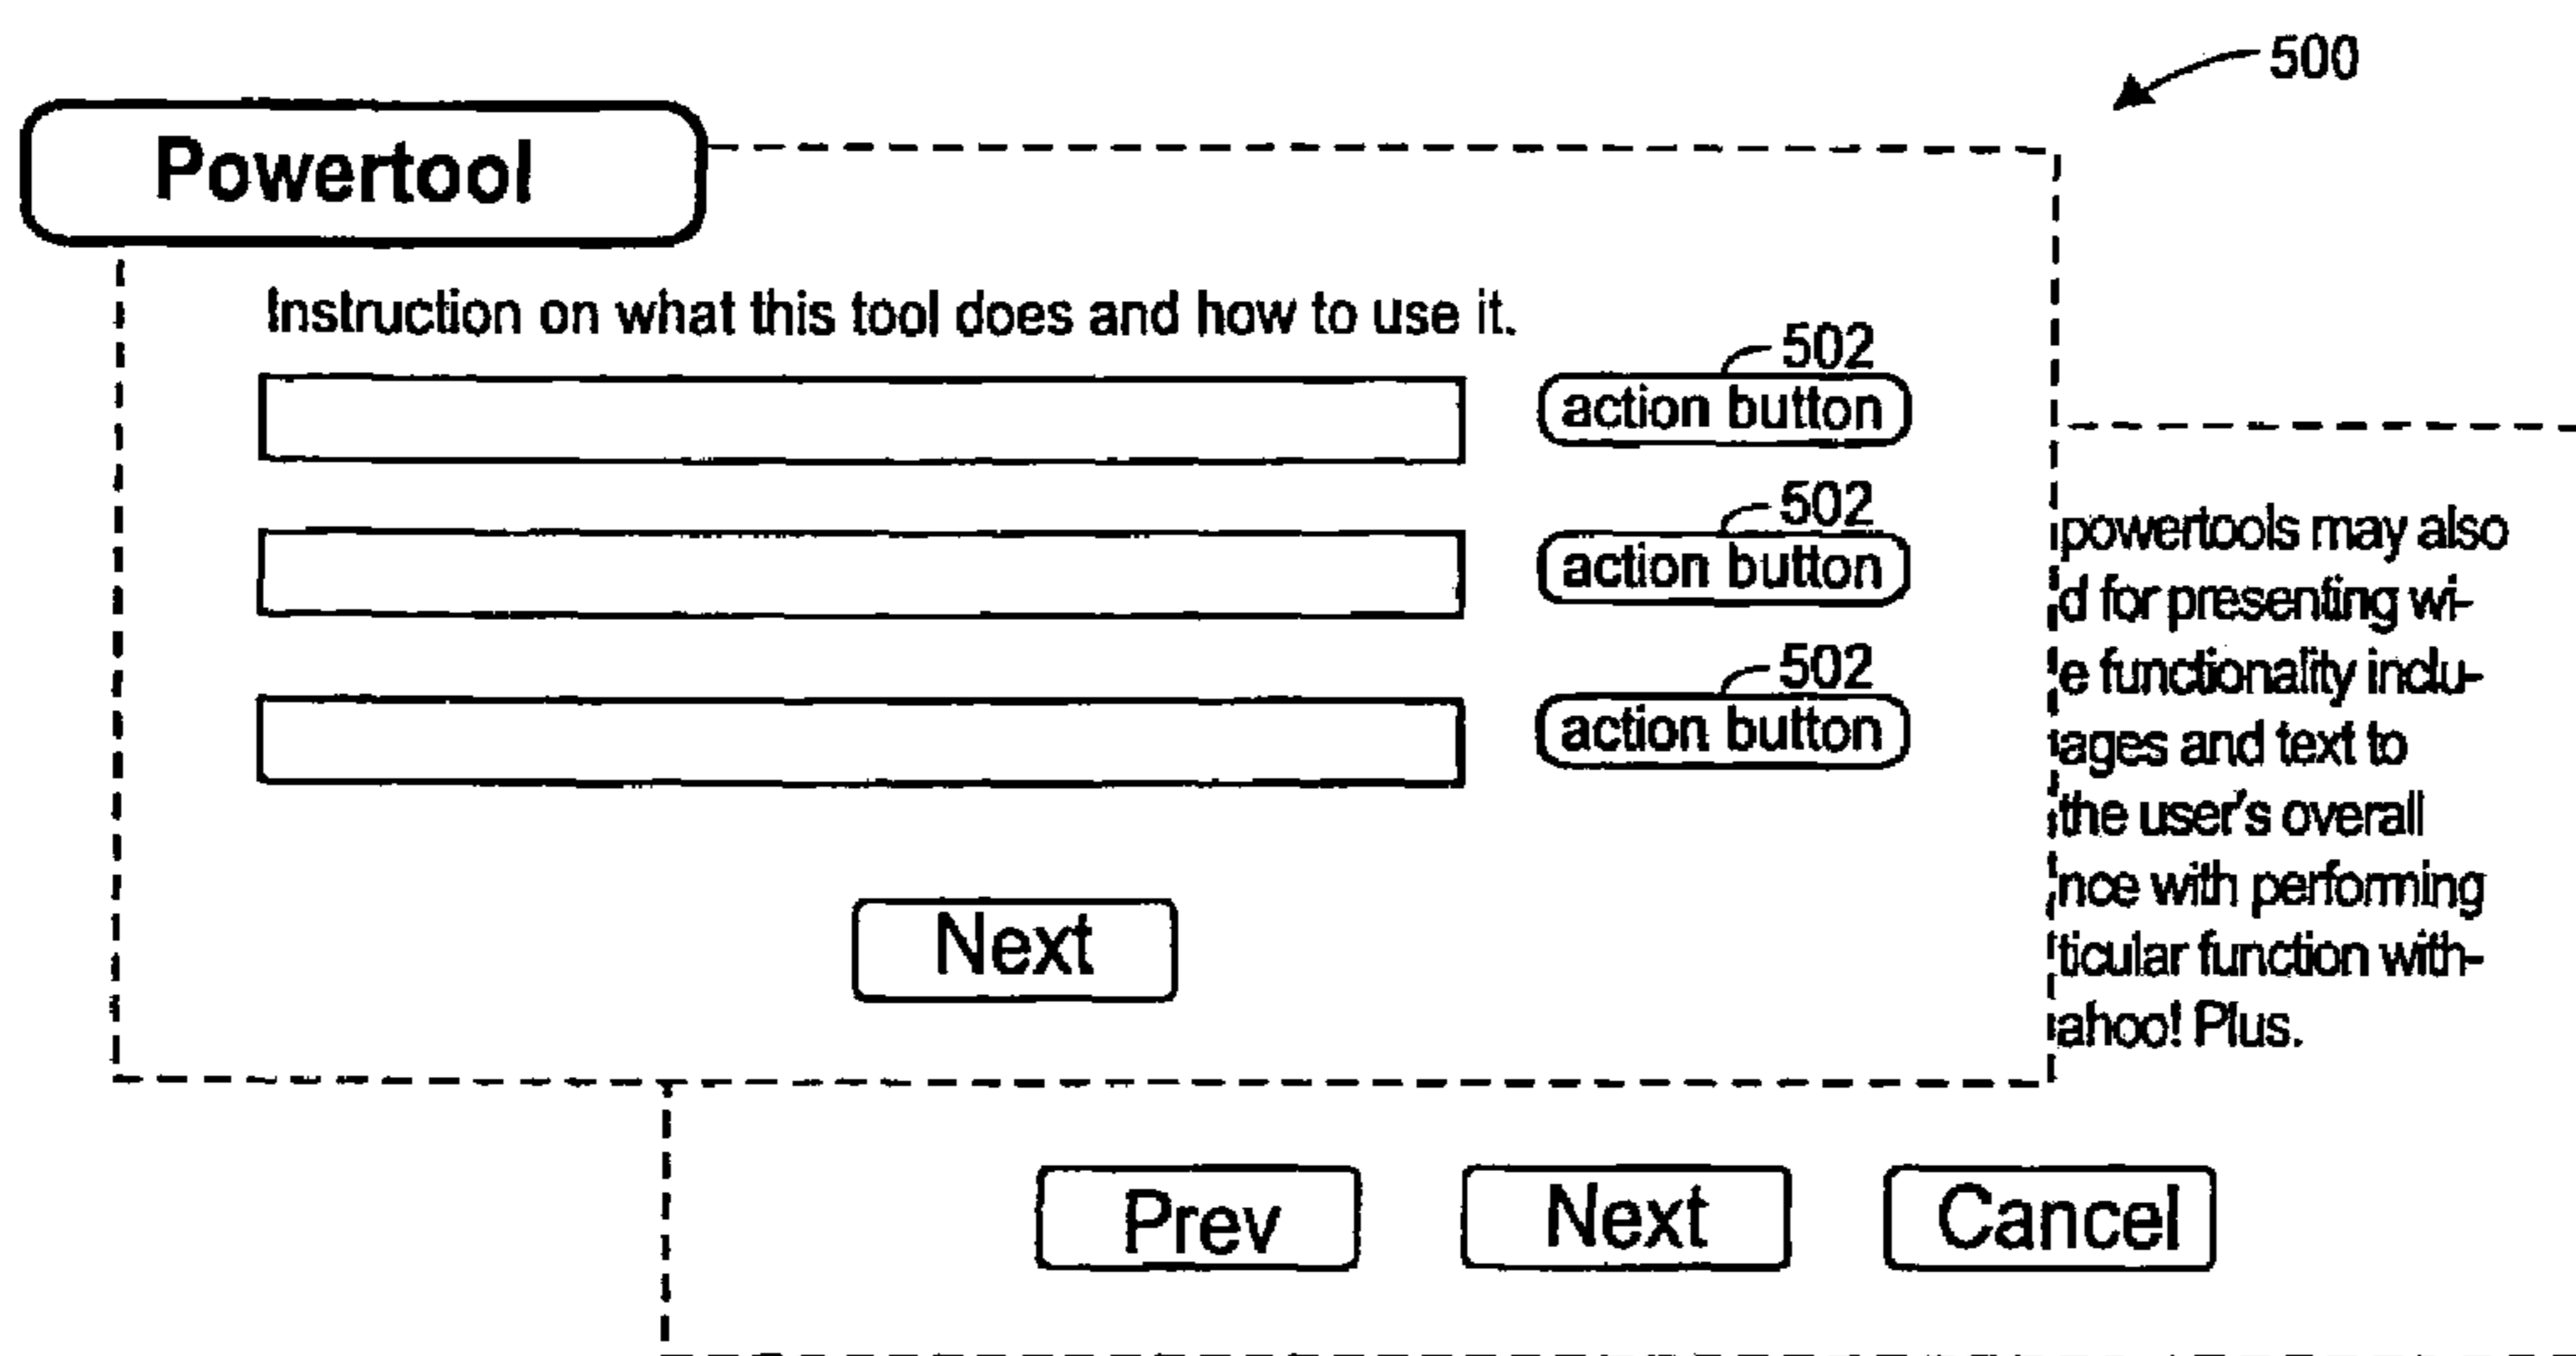 500
Powertool
Instruction on what this tool does and how to use it.
502
action button
502
action button
502
action button
Next
powertools may also
d for presenting wi-
e functionality inclu-
ages and text to
the user's overall
nce with performing
ticular function with-
ahoo! Plus.
Prev
Next
Cancel